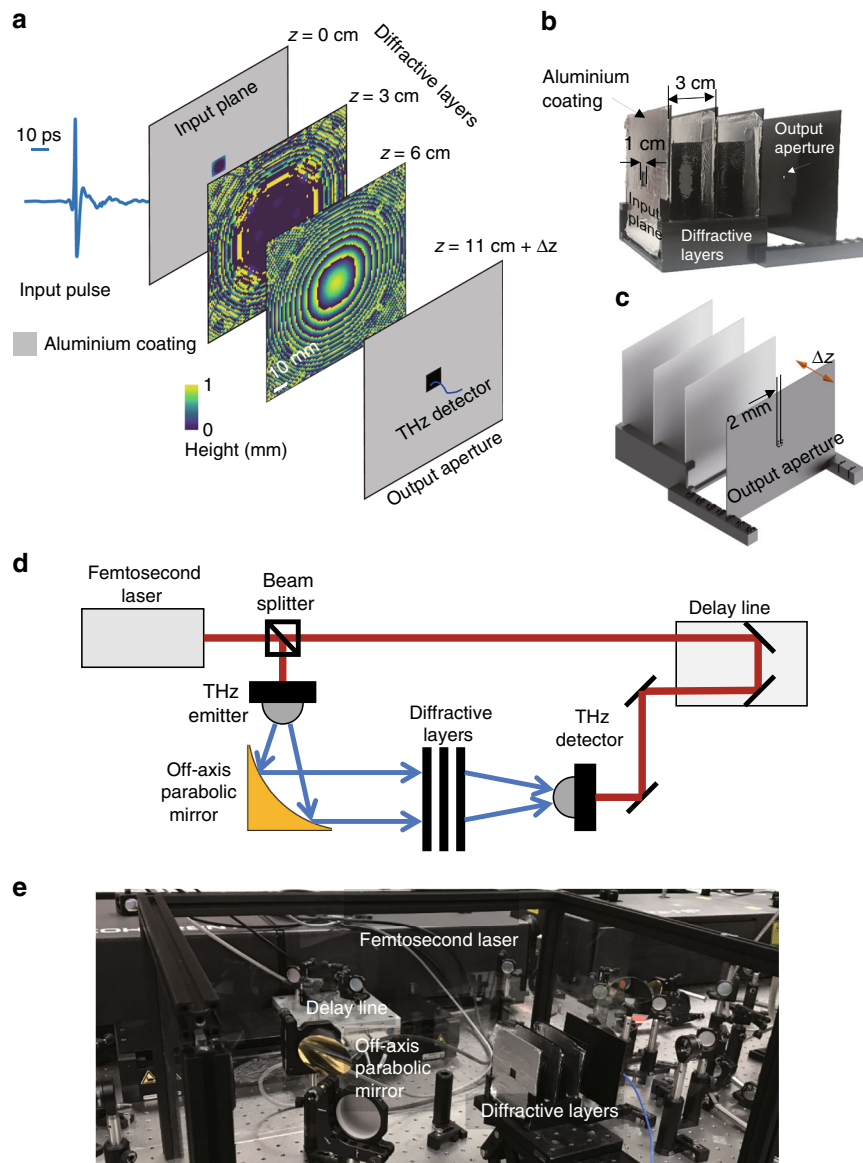 a
z = 0 cm
Diffractive layers
Input plane
z = 3 cm
10 ps
z = 6 cm
z = 11 cm + Δz
Input pulse
Aluminium coating
10 mm
1
0
Height (mm)
THz detector
Output aperture
b
Aluminium
coating
3 cm
1 cm
Output
aperture
Input
plane
Diffractive
layers
c
Δz
2 mm
Output aperture
d
Femtosecond
laser
Beam
splitter
Delay line
THz
emitter
Diffractive
layers
THz
detector
Off-axis
parabolic
mirror
e
Femtosecond laser
Delay line
Off-axis
parabolic
mirror
Diffractive layers